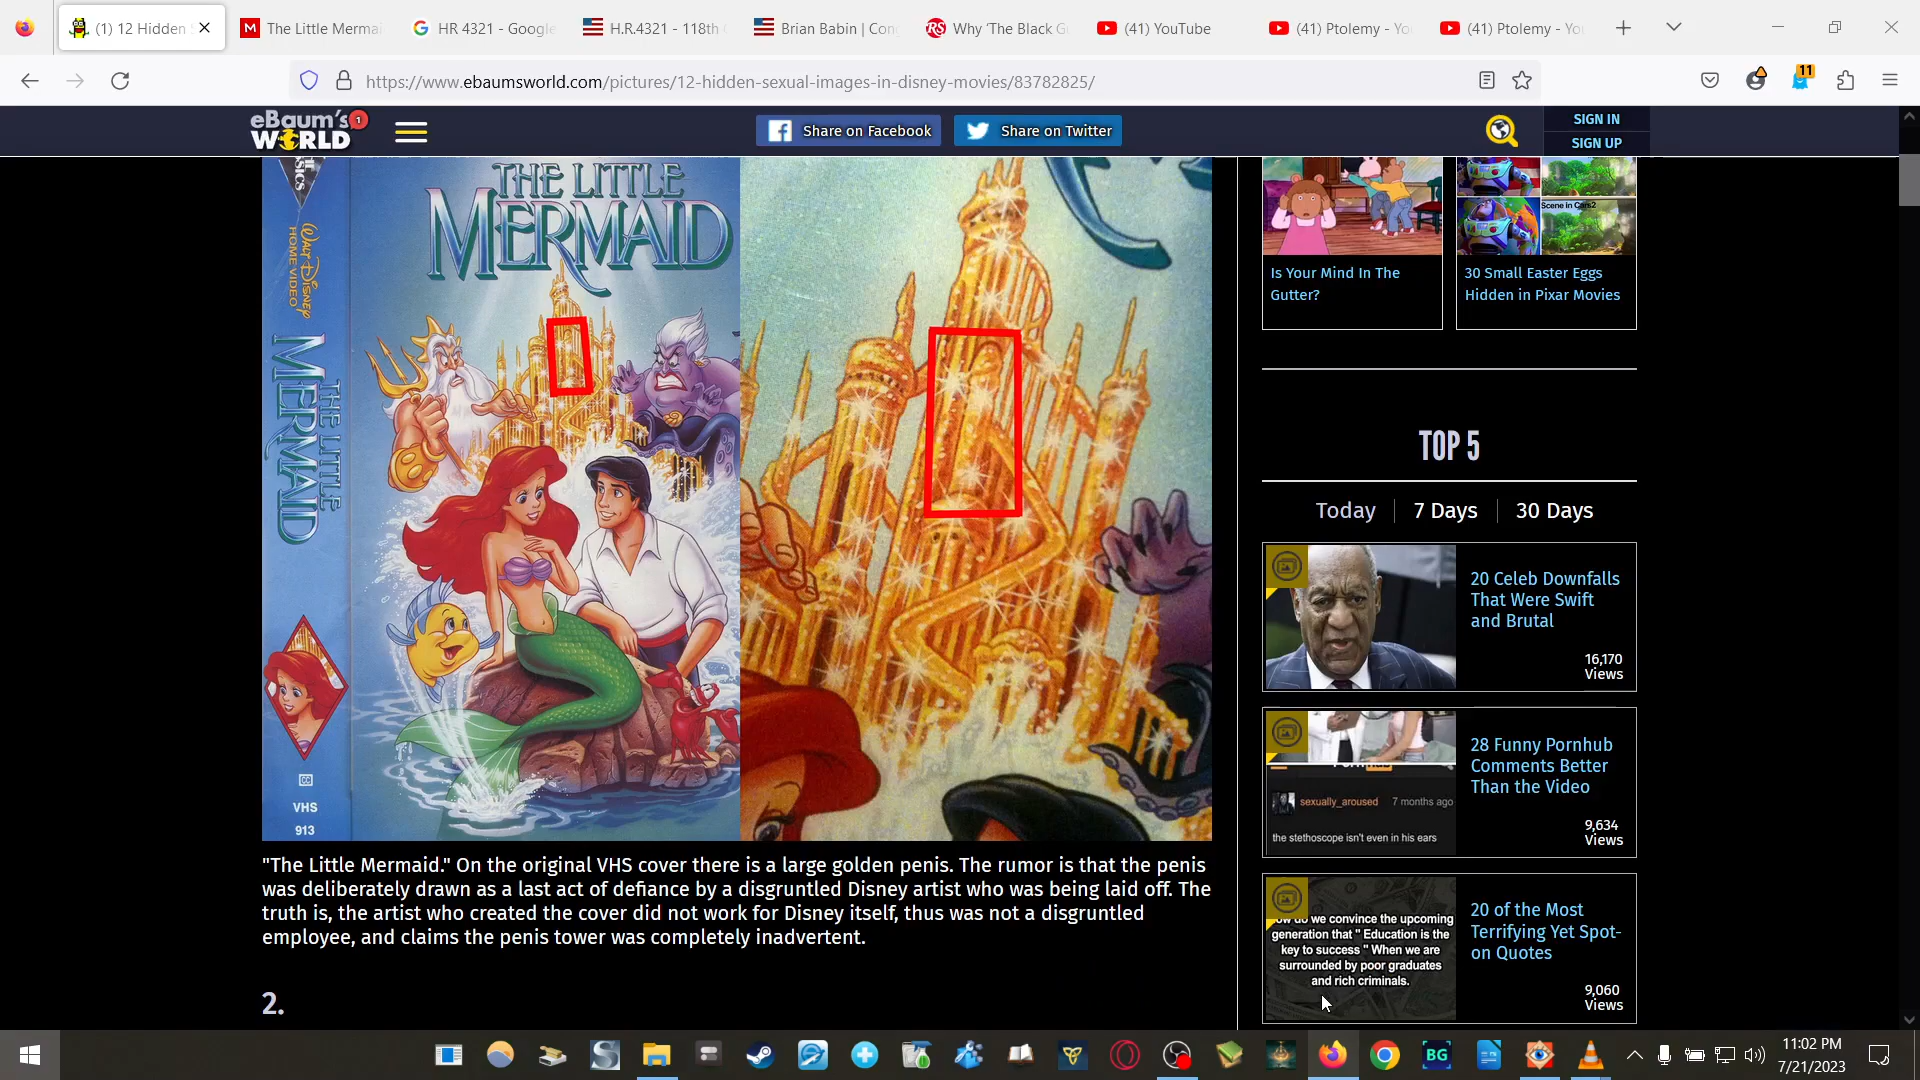 (1) 12 Hidden
The Little Mermai
HR 4321 - Google
H.R.4321 - 118th
Brian Babin | Con
Why 'The Black G
(41) YouTube
(41) Ptolemy - Yo
(41) Ptolemy - Yo
https://www.ebaumsworld.com/pictures/12-hidden-sexual-images-in-disney-movies/83782825/
11
eBaum's
WORLD
1
Share on Facebook
Share on Twitter
SIGN IN
SIGN UP
WALT DISNEY
HOME VIDEO
THE LITTLE
MERMAID
VHS
913
THE LITTLE
MERMAID
"The Little Mermaid." On the original VHS cover there is a large golden penis. The rumor is that the penis
was deliberately drawn as a last act of defiance by a disgruntled Disney artist who was being laid off. The
truth is, the artist who created the cover did not work for Disney itself, thus was not a disgruntled
employee, and claims the penis tower was completely inadvertent.
2.
Is Your Mind In The
Gutter?
Scene in Cars2
30 Small Easter Eggs
Hidden in Pixar Movies
TOP 5
Today
7 Days
30 Days
20 Celeb Downfalls
That Were Swift
and Brutal
16,170
Views
sexually_aroused 7 months ago
the stethoscope isn't even in his ears
28 Funny Pornhub
Comments Better
Than the Video
9,634
Views
How do we convince the upcoming
generation that " Education is the
key to success " When we are
surrounded by poor graduates
and rich criminals.
20 of the Most
Terrifying Yet Spot-
on Quotes
9,060
Views
BG
11:02 PM
7/21/2023